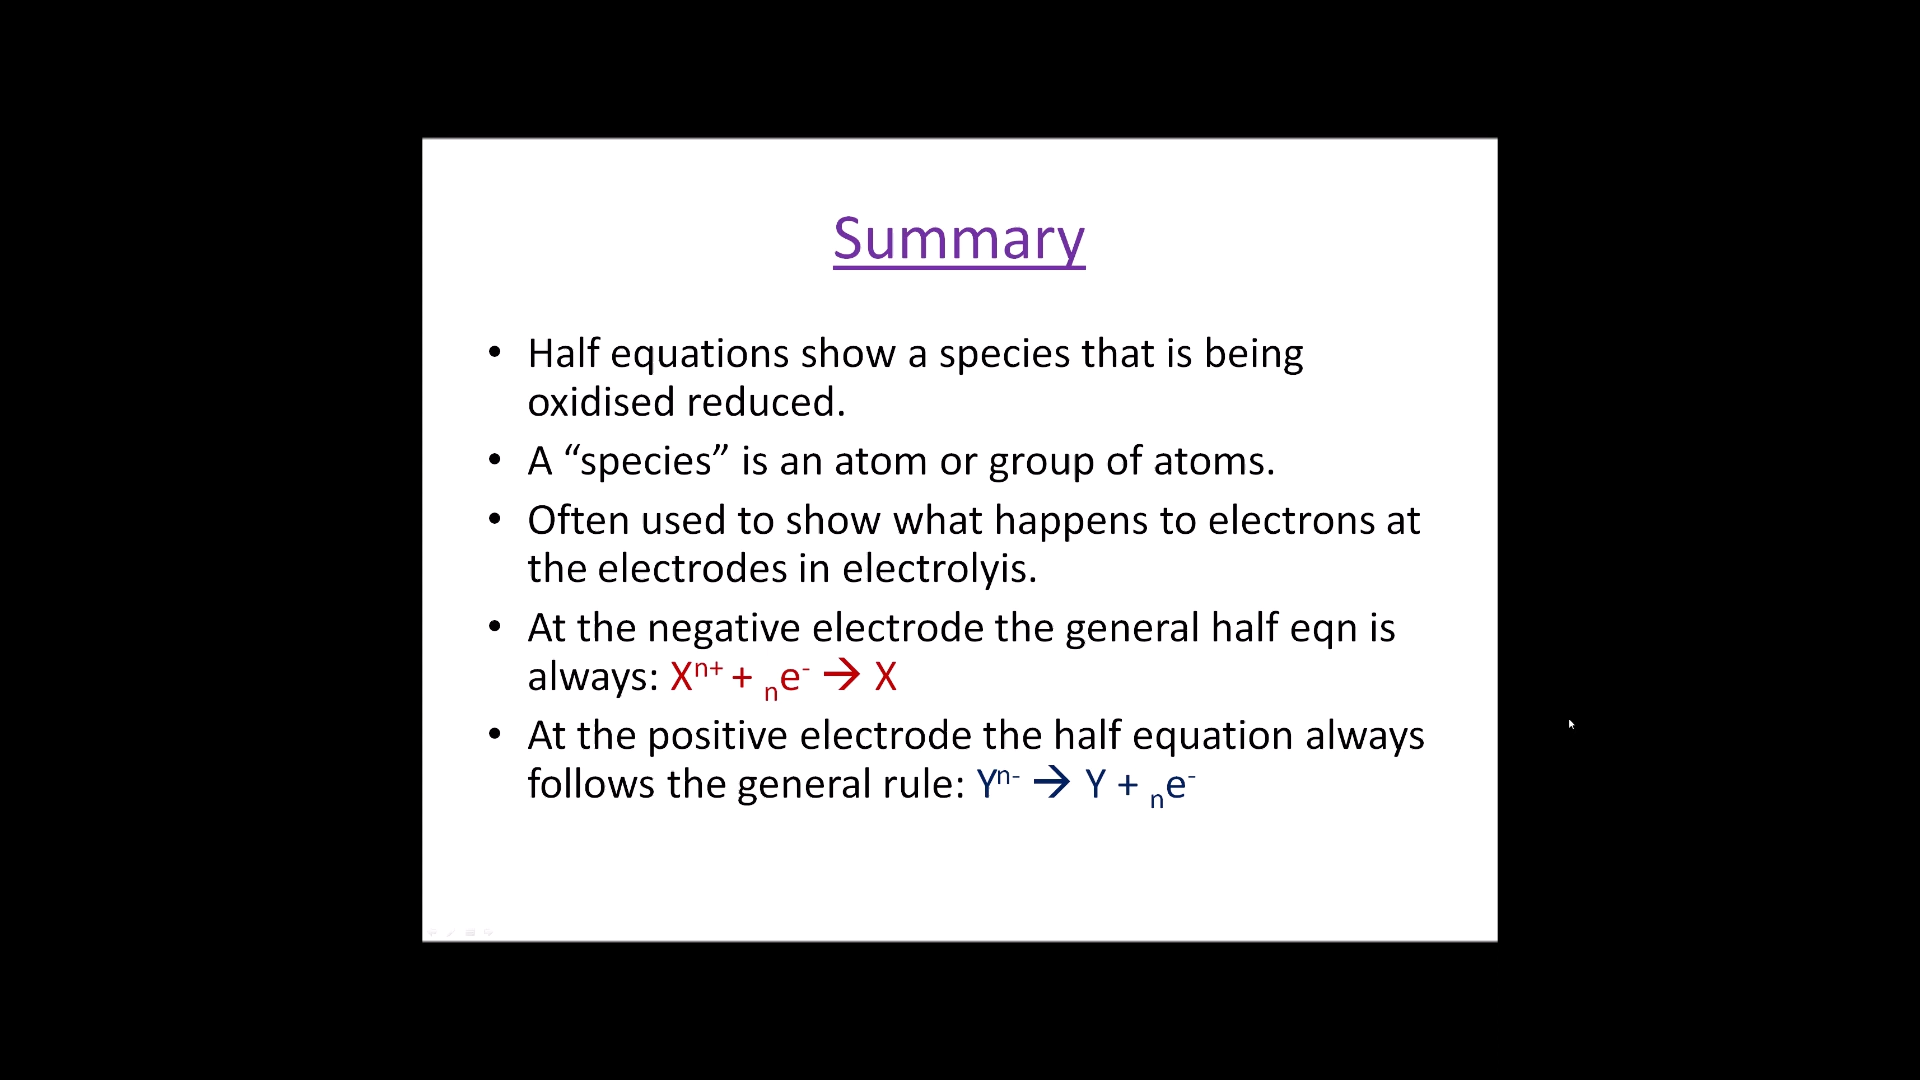 Summary
• Half equations show a species that is being
oxidised reduced.
• A “species” is an atom or group of atoms.
• Often used to show what happens to electrons at
the electrodes in electrolyis.
• At the negative electrode the general half eqn is
always: Xⁿ⁺ + ₙe⁻ → X
• At the positive electrode the half equation always
follows the general rule: Yⁿ⁻ → Y + ₙe⁻